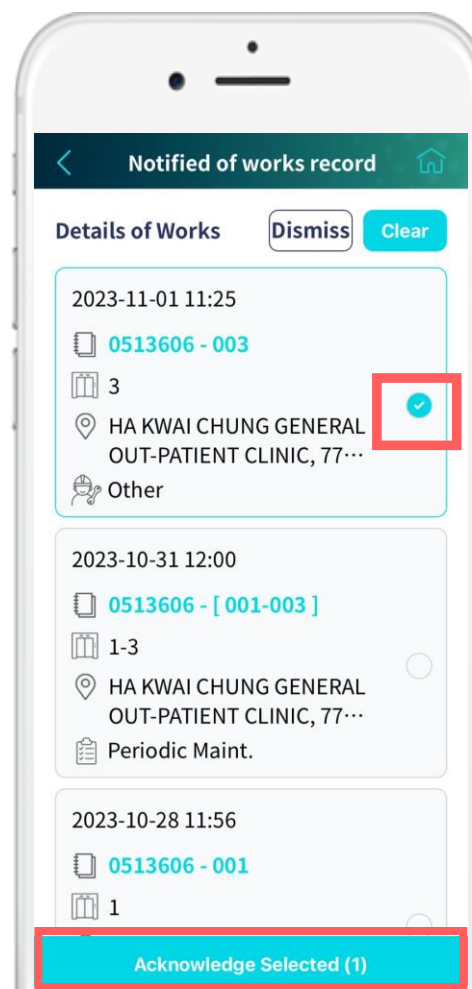 Notified of works record
Details of Works
Dismiss
Clear
2023-11-01 11:25
0513606 - 003
3
HA KWAI CHUNG GENERAL
OUT-PATIENT CLINIC, 77···
Other
2023-10-31 12:00
0513606 - [ 001-003 ]
1-3
HA KWAI CHUNG GENERAL
OUT-PATIENT CLINIC, 77···
Periodic Maint.
2023-10-28 11:56
0513606 - 001
1
Acknowledge Selected (1)